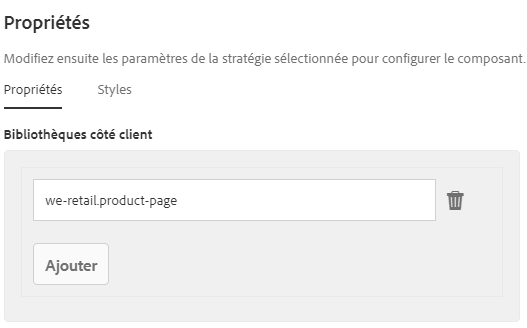 Propriétés
Modifiez ensuite les paramètres de la stratégie sélectionnée pour configurer le composant.
Propriétés Styles
Bibliothèques côté client
we-retail.product-page
Ajouter